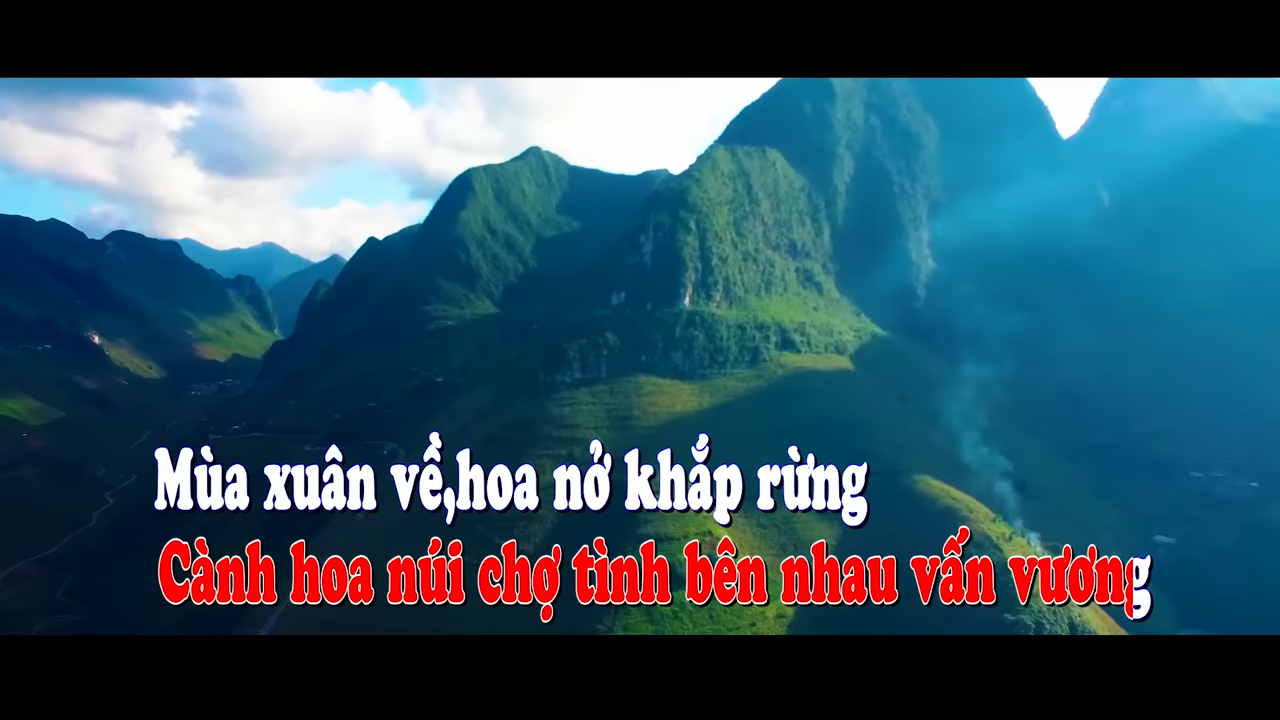 Mùa xuân về,hoa nở khắp rừng
Cành hoa núi chợ tình bên nhau vấn vương